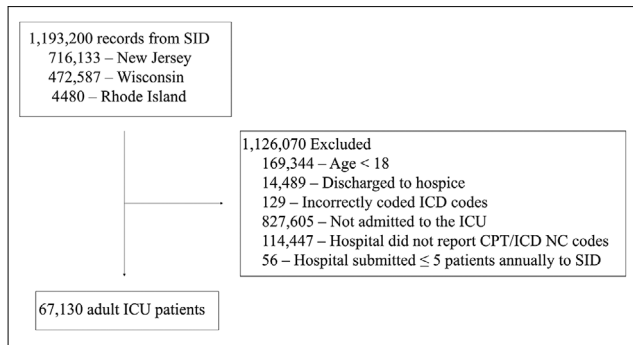 1,193,200 records from SID
716,133 – New Jersey
472,587 – Wisconsin
4480 – Rhode Island
1,126,070 Excluded
169,344 – Age < 18
14,489 – Discharged to hospice
129 – Incorrectly coded ICD codes
827,605 – Not admitted to the ICU
114,447 – Hospital did not report CPT/ICD NC codes
56 – Hospital submitted ≤ 5 patients annually to SID
67,130 adult ICU patients